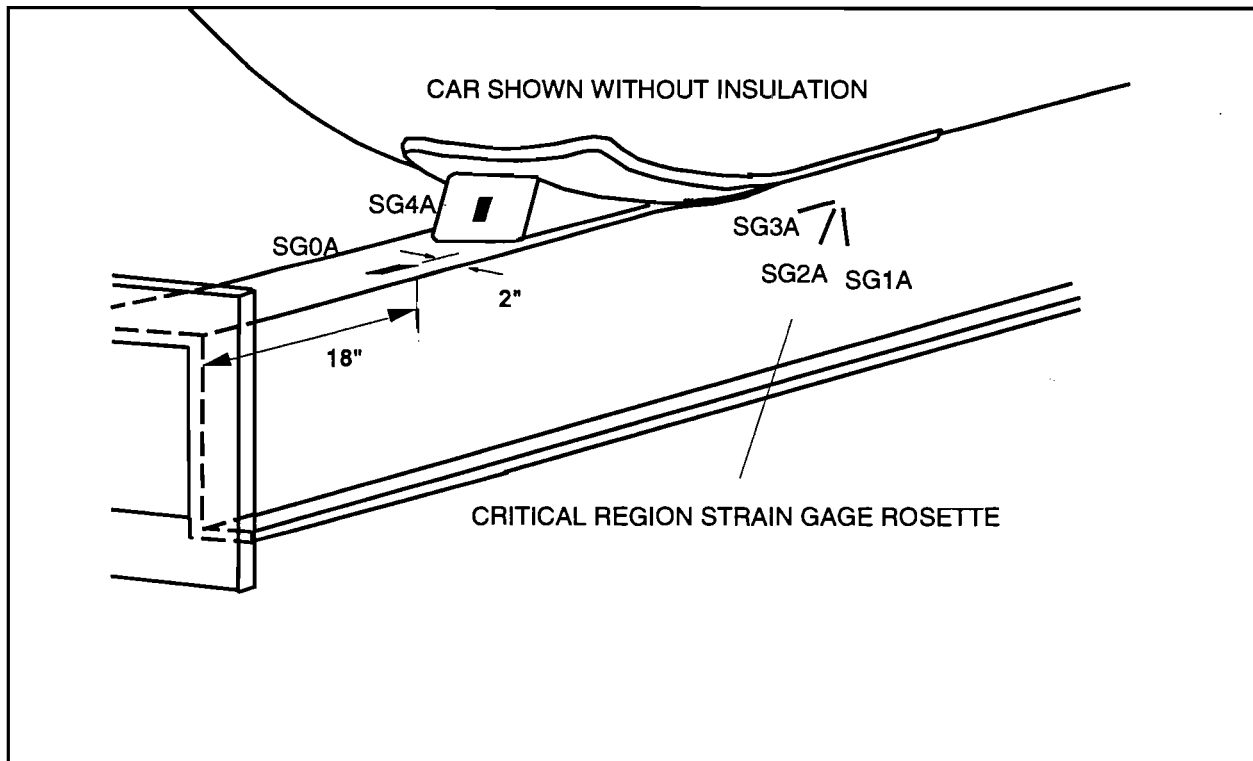 CAR SHOWN WITHOUT INSULATION
SG4A
SG3A
SG0A
SG2A
SG1A
2"
18"
CRITICAL REGION STRAIN GAGE ROSETTE